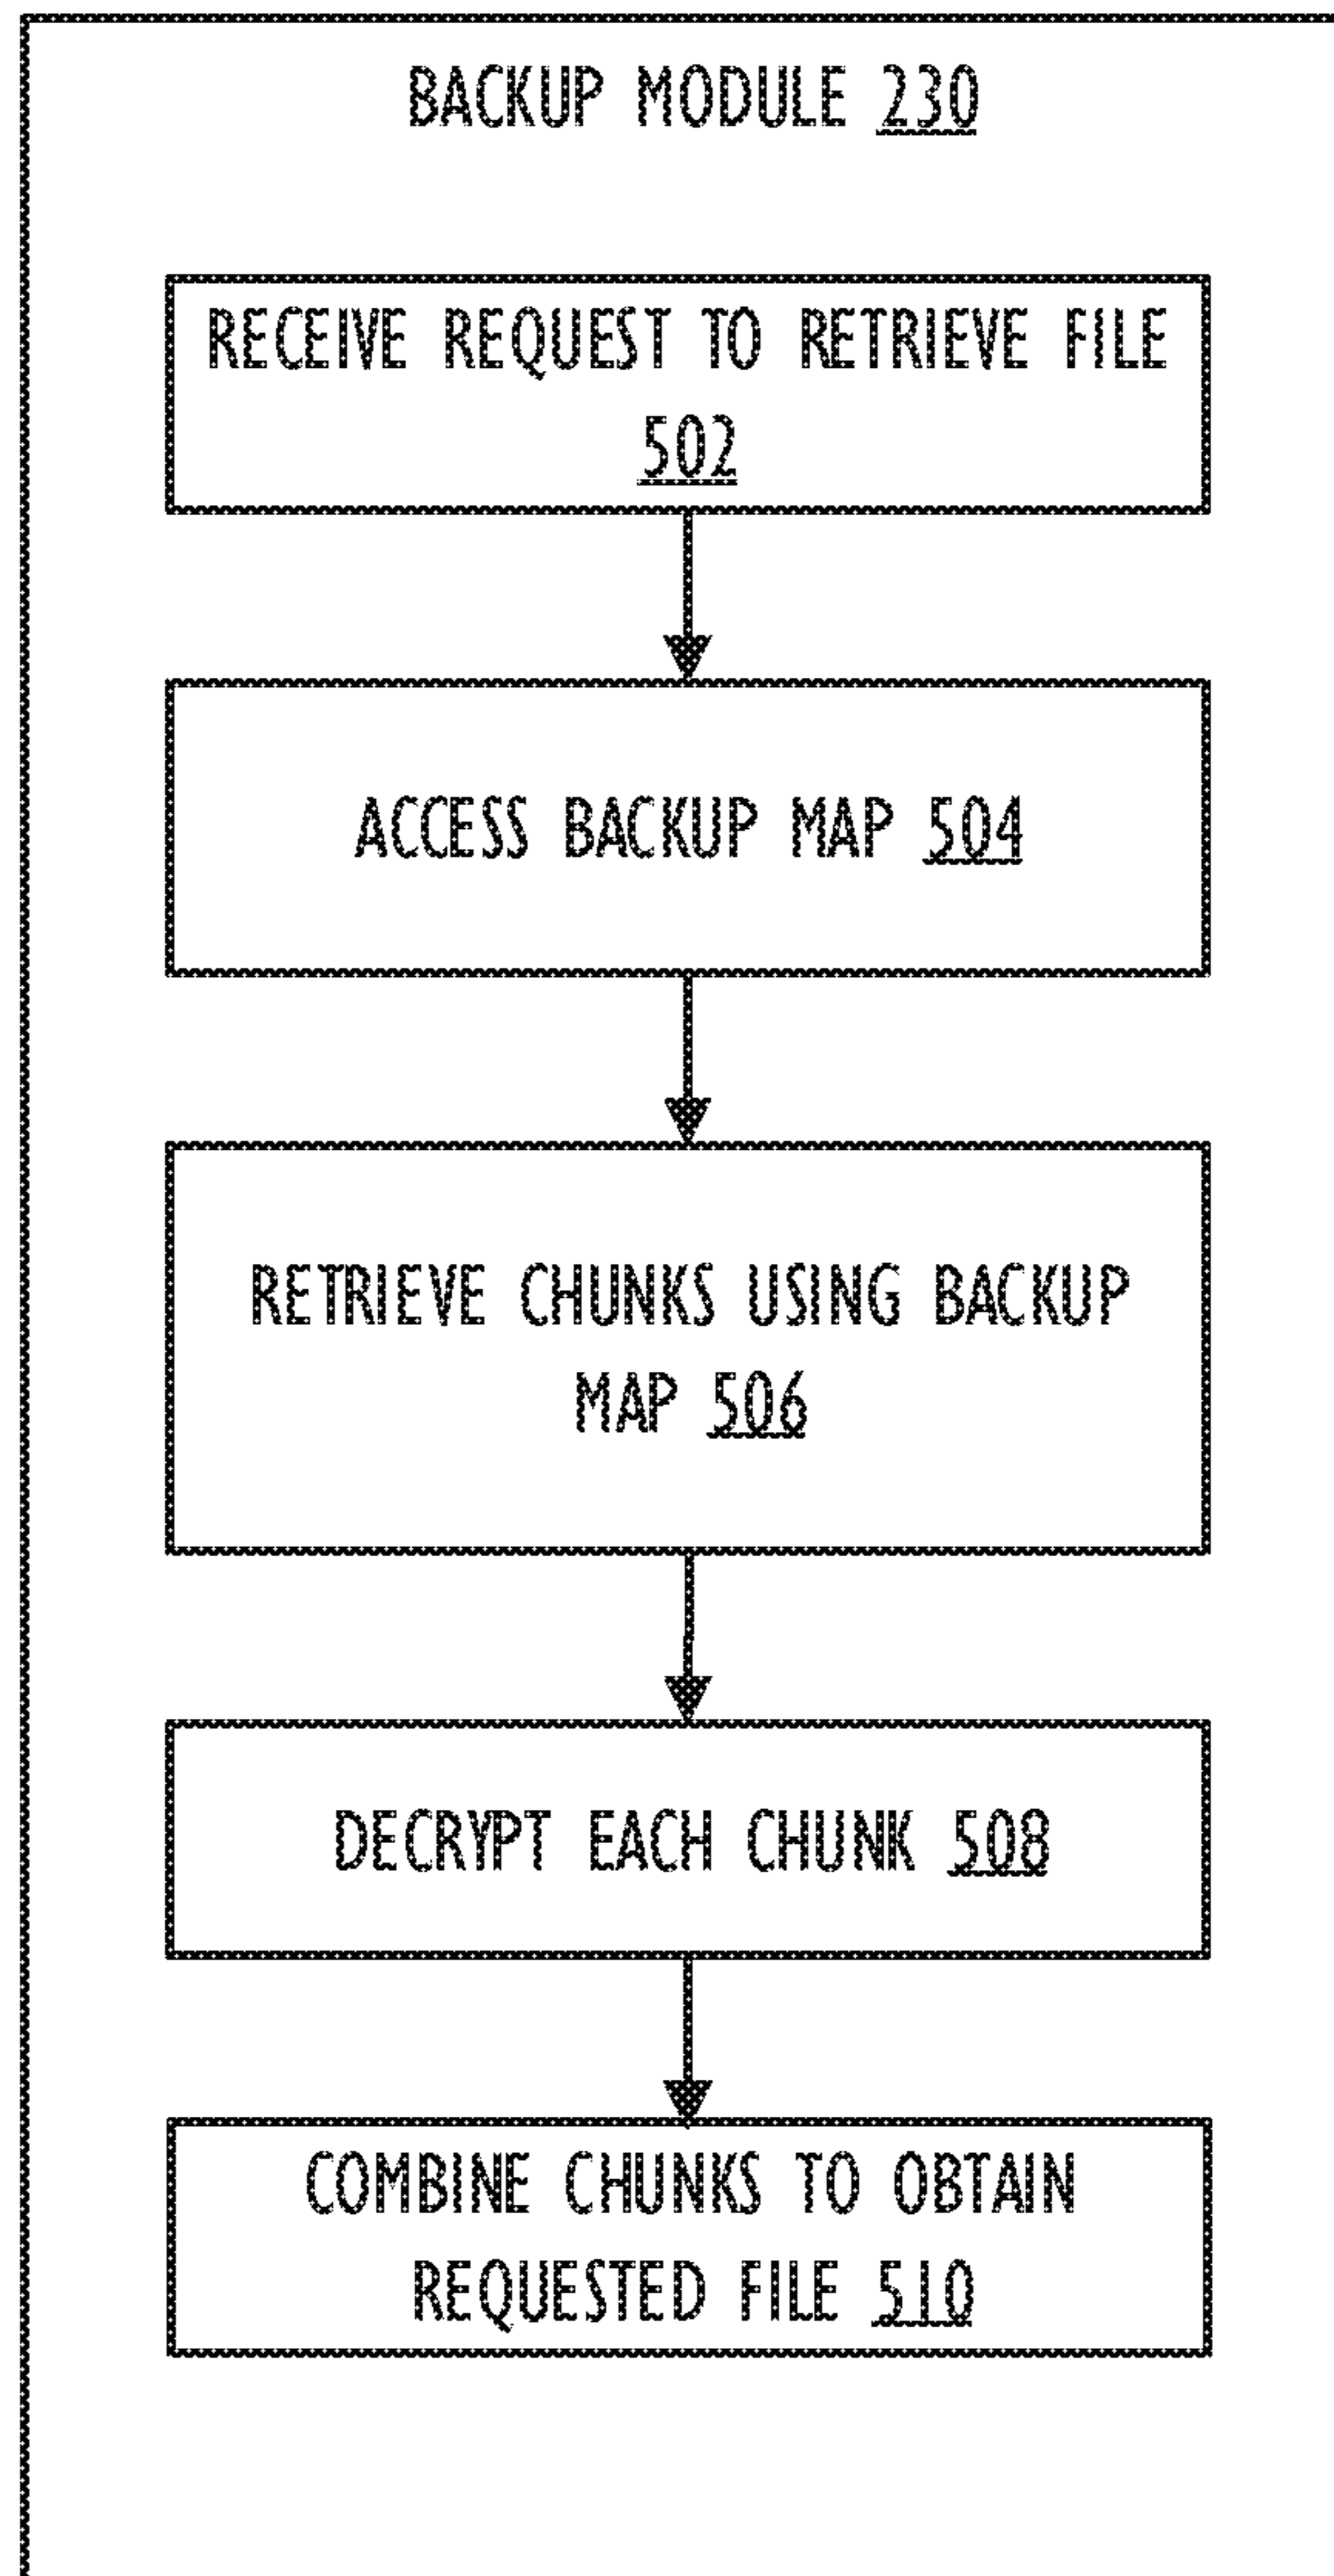 BACKUP MODULE 230
RECEIVE REQUEST TO RETRIEVE FILE
502
ACCESS BACKUP MAP 504
RETRIEVE CHUNKS USING BACKUP
MAP 506
DECRYPT EACH CHUNK 508
COMBINE CHUNKS TO OBTAIN
REQUESTED FILE 510